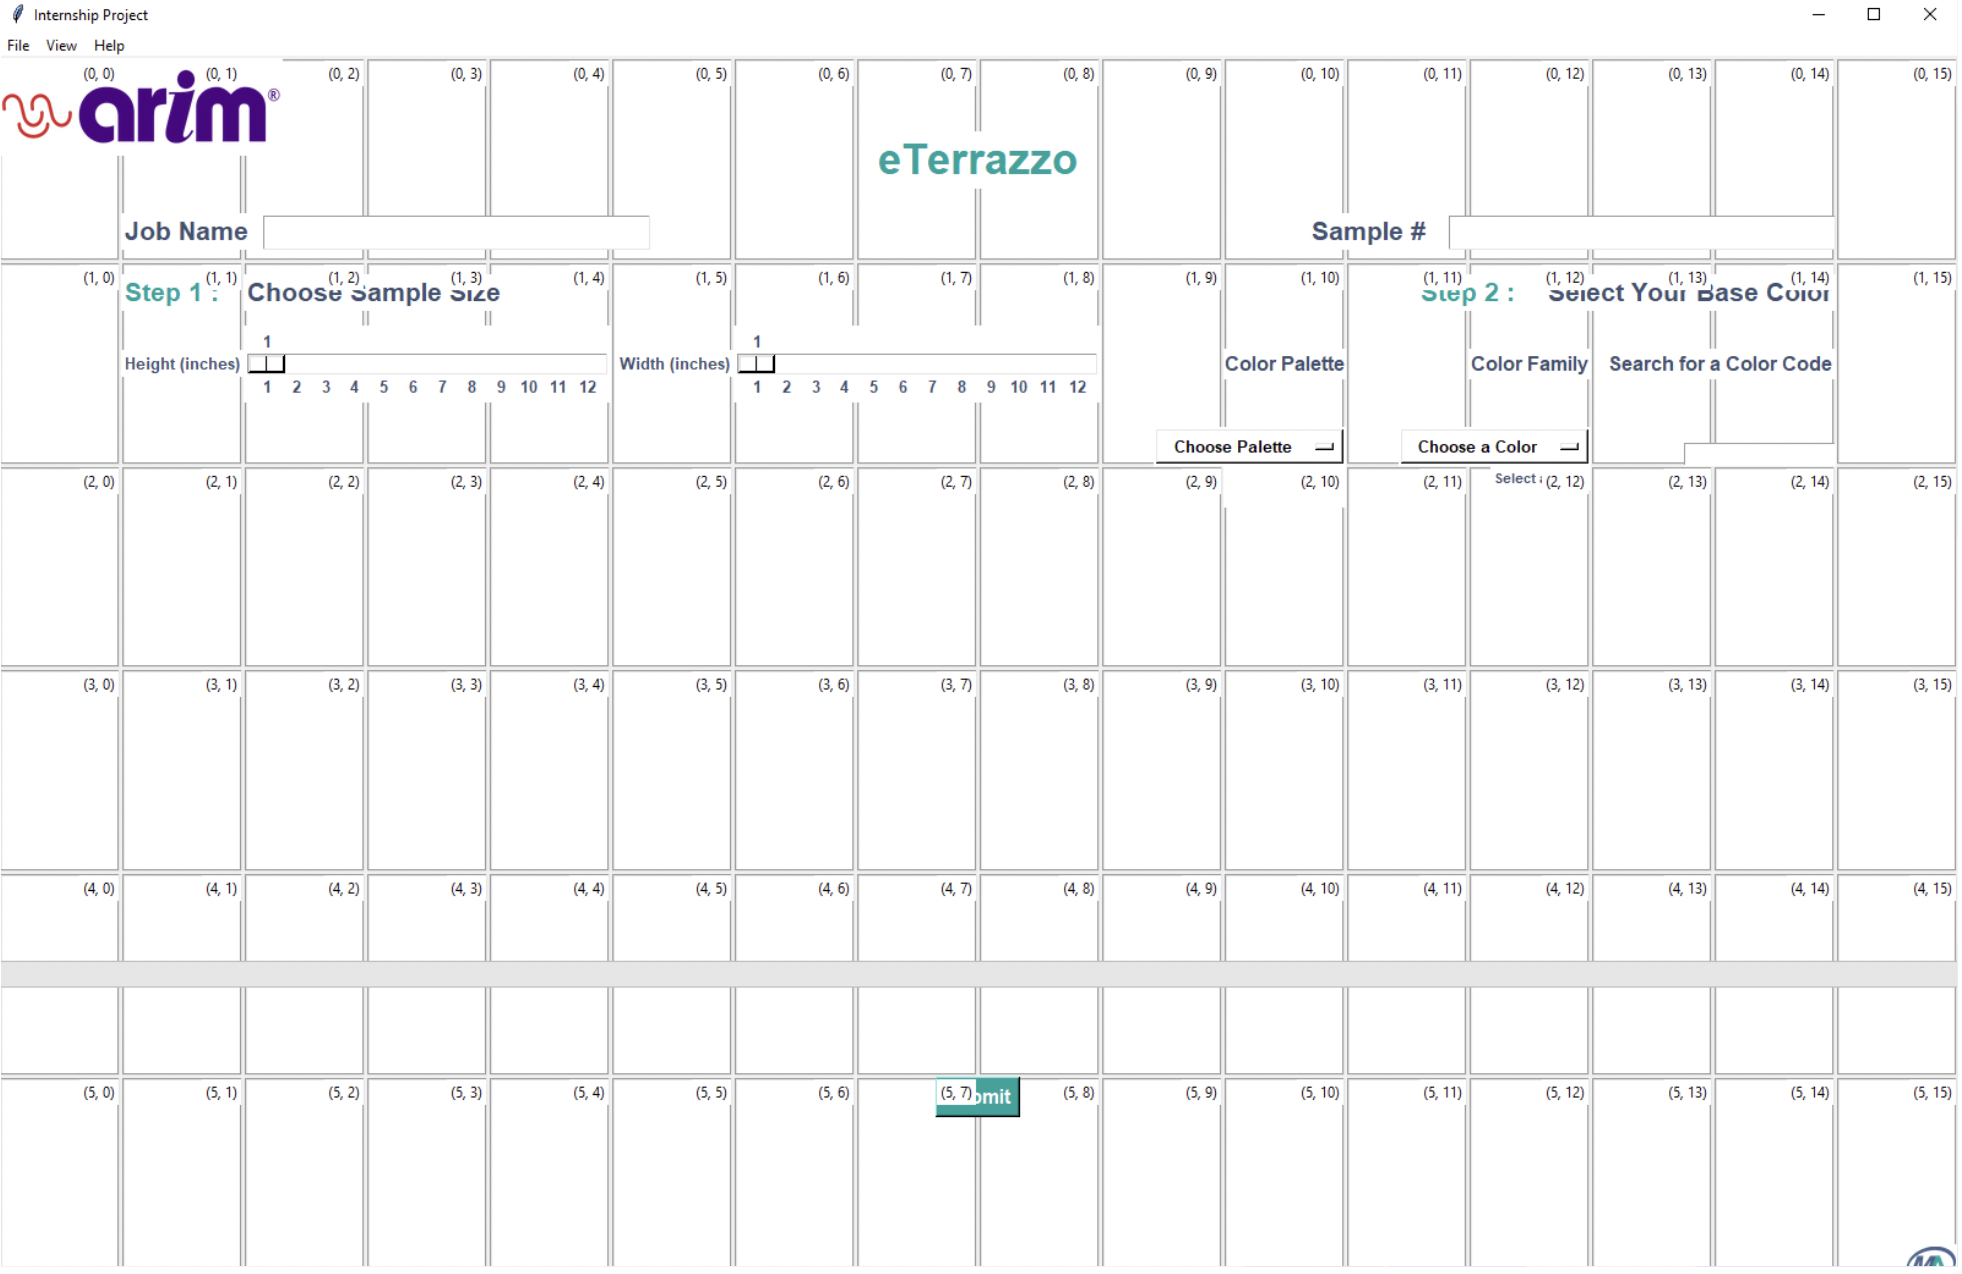 Internship Project
File View Help
(0, 0) (0, 1) (0, 2) (0, 3) (0, 4) (0, 5) (0, 6) (0, 7) (0, 8) (0, 9) (0, 10) (0, 11) (0, 12) (0, 13) (0, 14) (0, 15)
arim®
eTerrazzo
Job Name Sample #
(1, 0) (1, 1) (1, 2) (1, 3) (1, 4) (1, 5) (1, 6) (1, 7) (1, 8) (1, 9) (1, 10) (1, 11) (1, 12) (1, 13) (1, 14) (1, 15)
Step 1 : Choose Sample Size Step 2 : Select Your Base Color
1 1
Height (inches) Width (inches) Color Palette Color Family Search for a Color Code
1 2 3 4 5 6 7 8 9 10 11 12 1 2 3 4 5 6 7 8 9 10 11 12
Choose Palette Choose a Color
(2, 0) (2, 1) (2, 2) (2, 3) (2, 4) (2, 5) (2, 6) (2, 7) (2, 8) (2, 9) (2, 10) (2, 11) Select (2, 12) (2, 13) (2, 14) (2, 15)
(3, 0) (3, 1) (3, 2) (3, 3) (3, 4) (3, 5) (3, 6) (3, 7) (3, 8) (3, 9) (3, 10) (3, 11) (3, 12) (3, 13) (3, 14) (3, 15)
(4, 0) (4, 1) (4, 2) (4, 3) (4, 4) (4, 5) (4, 6) (4, 7) (4, 8) (4, 9) (4, 10) (4, 11) (4, 12) (4, 13) (4, 14) (4, 15)
(5, 0) (5, 1) (5, 2) (5, 3) (5, 4) (5, 5) (5, 6) (5, 7) (5, 8) (5, 9) (5, 10) (5, 11) (5, 12) (5, 13) (5, 14) (5, 15)